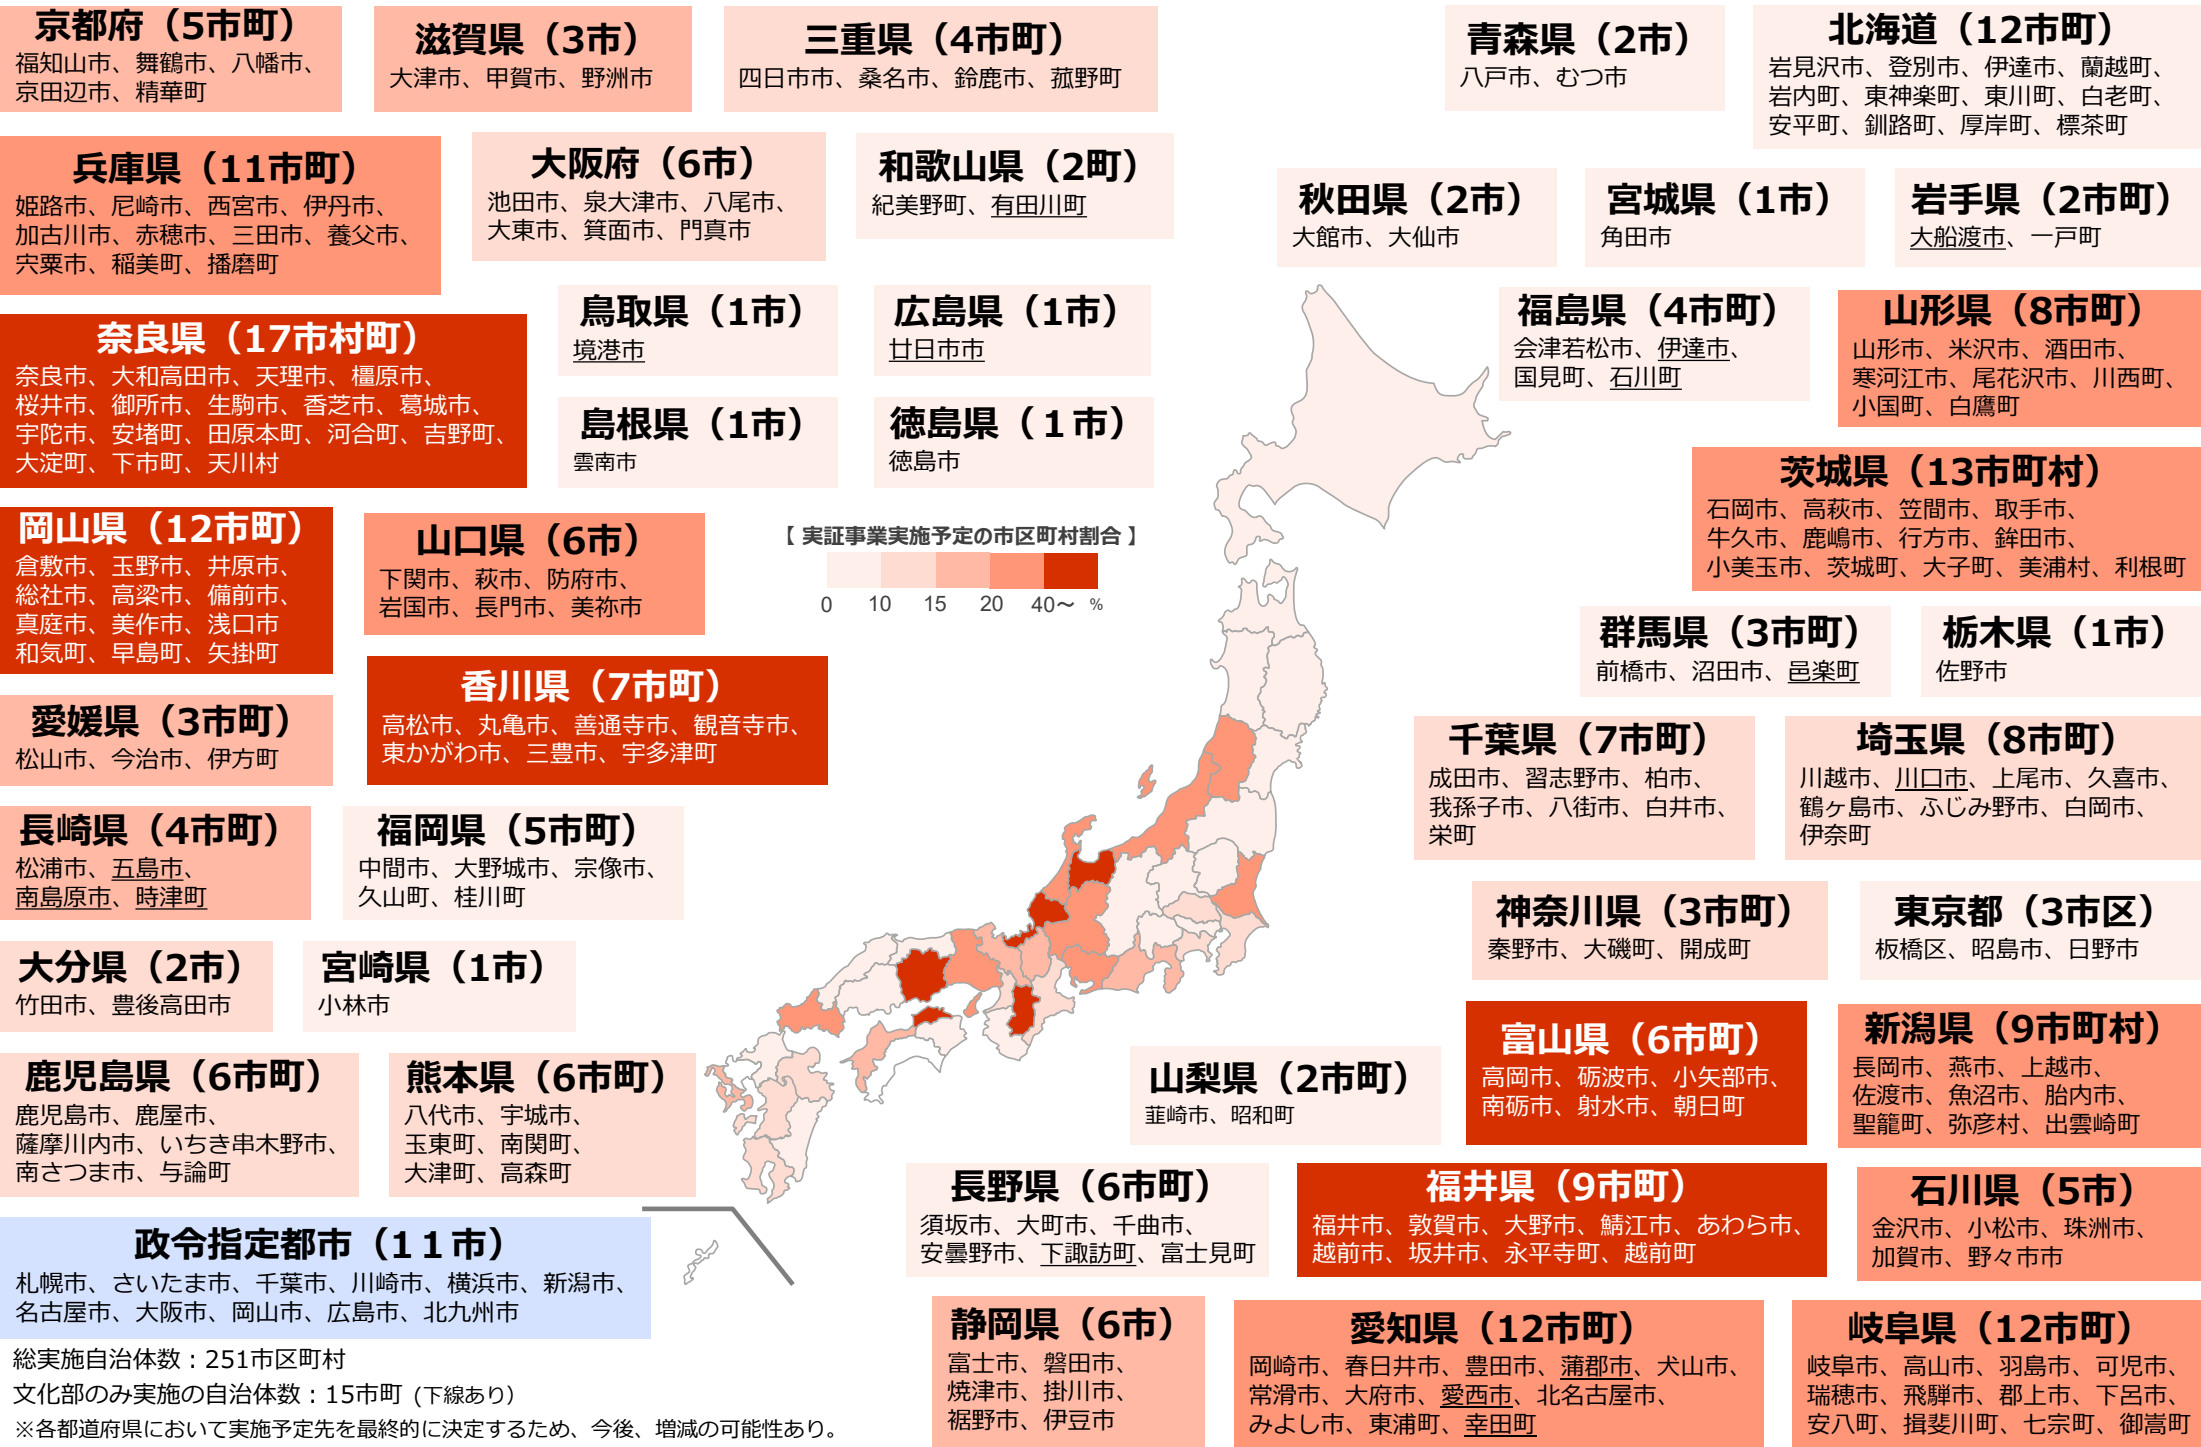 京都府（5市町）
福知山市、舞鶴市、八幡市、
京田辺市、精華町
滋賀県（3市）
大津市、甲賀市、野洲市
三重県（4市町）
四日市市、桑名市、鈴鹿市、菰野町
青森県（2市）
八戸市、むつ市
北海道（12市町）
岩見沢市、登別市、伊達市、蘭越町、
岩内町、東神楽町、東川町、白老町、
安平町、釧路町、厚岸町、標茶町
兵庫県（11市町）
姫路市、尼崎市、西宮市、伊丹市、
加古川市、赤穂市、三田市、養父市、
宍粟市、稲美町、播磨町
大阪府（6市）
池田市、泉大津市、八尾市、
大東市、箕面市、門真市
和歌山県（2町）
紀美野町、有田川町
秋田県（2市）
大館市、大仙市
宮城県（1市）
角田市
岩手県（2市町）
大船渡市、一戸町
鳥取県（1市）
境港市
広島県（1市）
廿日市市
福島県（4市町）
会津若松市、伊達市、
国見町、石川町
山形県（8市町）
山形市、米沢市、酒田市、
寒河江市、尾花沢市、川西町、
小国町、白鷹町
奈良県（17市村町）
奈良市、大和高田市、天理市、橿原市、
桜井市、御所市、生駒市、香芝市、葛城市、
宇陀市、安堵町、田原本町、河合町、吉野町、
大淀町、下市町、天川村
島根県（1市）
雲南市
徳島県（１市）
徳島市
茨城県（13市町村）
石岡市、高萩市、笠間市、取手市、
牛久市、鹿嶋市、行方市、鉾田市、
小美玉市、茨城町、大子町、美浦村、利根町
岡山県（12市町）
倉敷市、玉野市、井原市、
総社市、高梁市、備前市、
真庭市、美作市、浅口市
和気町、早島町、矢掛町
山口県（6市）
下関市、萩市、防府市、
岩国市、長門市、美祢市
【 実証事業実施予定の市区町村割合 】
0 10 15 20 40～ %
群馬県（3市町）
前橋市、沼田市、邑楽町
栃木県（1市）
佐野市
香川県（7市町）
高松市、丸亀市、善通寺市、観音寺市、
東かがわ市、三豊市、宇多津町
愛媛県（3市町）
松山市、今治市、伊方町
千葉県（7市町）
成田市、習志野市、柏市、
我孫子市、八街市、白井市、
栄町
埼玉県（8市町）
川越市、川口市、上尾市、久喜市、
鶴ヶ島市、ふじみ野市、白岡市、
伊奈町
長崎県（4市町）
松浦市、五島市、
南島原市、時津町
福岡県（5市町）
中間市、大野城市、宗像市、
久山町、桂川町
神奈川県（3市町）
秦野市、大磯町、開成町
東京都（3市区）
板橋区、昭島市、日野市
大分県（2市）
竹田市、豊後高田市
宮崎県（1市）
小林市
富山県（6市町）
高岡市、砺波市、小矢部市、
南砺市、射水市、朝日町
新潟県（9市町村）
長岡市、燕市、上越市、
佐渡市、魚沼市、胎内市、
聖籠町、弥彦村、出雲崎町
鹿児島県（6市町）
鹿児島市、鹿屋市、
薩摩川内市、いちき串木野市、
南さつま市、与論町
熊本県（6市町）
八代市、宇城市、
玉東町、南関町、
大津町、高森町
山梨県（2市町）
韮崎市、昭和町
長野県（6市町）
須坂市、大町市、千曲市、
安曇野市、下諏訪町、富士見町
福井県（9市町）
福井市、敦賀市、大野市、鯖江市、あわら市、
越前市、坂井市、永平寺町、越前町
石川県（5市）
金沢市、小松市、珠洲市、
加賀市、野々市市
政令指定都市（１１市）
札幌市、さいたま市、千葉市、川崎市、横浜市、新潟市、
名古屋市、大阪市、岡山市、広島市、北九州市
静岡県（6市）
富士市、磐田市、
焼津市、掛川市、
裾野市、伊豆市
愛知県（12市町）
岡崎市、春日井市、豊田市、蒲郡市、犬山市、
常滑市、大府市、愛西市、北名古屋市、
みよし市、東浦町、幸田町
岐阜県（12市町）
岐阜市、高山市、羽島市、可児市、
瑞穂市、飛騨市、郡上市、下呂市、
安八町、揖斐川町、七宗町、御嵩町
総実施自治体数：251市区町村
文化部のみ実施の自治体数：15市町（下線あり）
※各都道府県において実施予定先を最終的に決定するため、今後、増減の可能性あり。